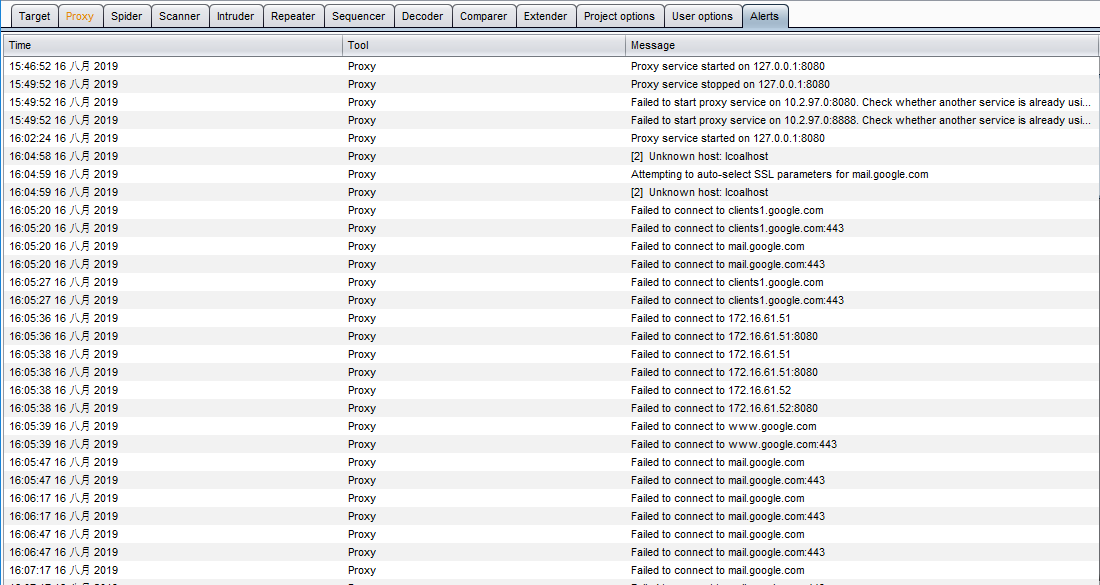 Target Proxy Spider Scanner Intruder Repeater Sequencer Decoder Comparer Extender Project options User options Alerts
Time Tool Message
15:46:52 16 八月 2019 Proxy Proxy service started on 127.0.0.1:8080
15:49:52 16 八月 2019 Proxy Proxy service stopped on 127.0.0.1:8080
15:49:52 16 八月 2019 Proxy Failed to start proxy service on 10.2.97.0:8080. Check whether another service is already usi...
15:49:52 16 八月 2019 Proxy Failed to start proxy service on 10.2.97.0:8888. Check whether another service is already usi...
16:02:24 16 八月 2019 Proxy Proxy service started on 127.0.0.1:8080
16:04:58 16 八月 2019 Proxy [2] Unknown host: lcoalhost
16:04:59 16 八月 2019 Proxy Attempting to auto-select SSL parameters for mail.google.com
16:04:59 16 八月 2019 Proxy [2] Unknown host: lcoalhost
16:05:20 16 八月 2019 Proxy Failed to connect to clients1.google.com
16:05:20 16 八月 2019 Proxy Failed to connect to clients1.google.com:443
16:05:20 16 八月 2019 Proxy Failed to connect to mail.google.com
16:05:20 16 八月 2019 Proxy Failed to connect to mail.google.com:443
16:05:27 16 八月 2019 Proxy Failed to connect to clients1.google.com
16:05:27 16 八月 2019 Proxy Failed to connect to clients1.google.com:443
16:05:36 16 八月 2019 Proxy Failed to connect to 172.16.61.51
16:05:36 16 八月 2019 Proxy Failed to connect to 172.16.61.51:8080
16:05:38 16 八月 2019 Proxy Failed to connect to 172.16.61.51
16:05:38 16 八月 2019 Proxy Failed to connect to 172.16.61.51:8080
16:05:38 16 八月 2019 Proxy Failed to connect to 172.16.61.52
16:05:38 16 八月 2019 Proxy Failed to connect to 172.16.61.52:8080
16:05:39 16 八月 2019 Proxy Failed to connect to www.google.com
16:05:39 16 八月 2019 Proxy Failed to connect to www.google.com:443
16:05:47 16 八月 2019 Proxy Failed to connect to mail.google.com
16:05:47 16 八月 2019 Proxy Failed to connect to mail.google.com:443
16:06:17 16 八月 2019 Proxy Failed to connect to mail.google.com
16:06:17 16 八月 2019 Proxy Failed to connect to mail.google.com:443
16:06:47 16 八月 2019 Proxy Failed to connect to mail.google.com
16:06:47 16 八月 2019 Proxy Failed to connect to mail.google.com:443
16:07:17 16 八月 2019 Proxy Failed to connect to mail.google.com